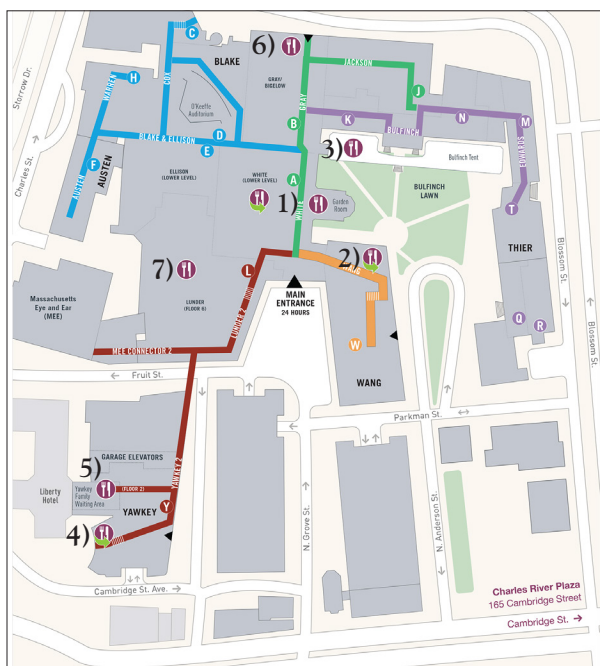 C
6)
BLAKE
JACKSON
WARREN
H
COX
GRAY/
BIGELOW
GRAY
J
O'Keeffe
Auditorium
B
K
N
M
BLAKE & ELLISON
D
E
BULFINCH
3)
EDWARDS
Storrow Dr.
Charles St.
F
AUSTEN
AUSTEN
ELLISON
(LOWER LEVEL)
WHITE
(LOWER LEVEL)
A
Bulfinch Tent
1)
WHITE
Garden
Room
BULFINCH
LAWN
T
THIER
Blossom St.
2)
7)
L
Massachusetts
Eye and Ear
(MEE)
LUNDER
(FLOOR 6)
LUNDER 2
MAIN
ENTRANCE
24 HOURS
Q
R
W
MEE CONNECTOR 2
Fruit St.
WANG
Parkman St.
Blossom St.
GARAGE ELEVATORS
YAWKEY 2
5)
Liberty
Hotel
Yawkey
Family
Waiting Area
(FLOOR 2)
Y
YAWKEY
4)
N. Grove St.
N. Anderson St.
Cambridge St. Ave.
Charles River Plaza
165 Cambridge Street
Cambridge St. →